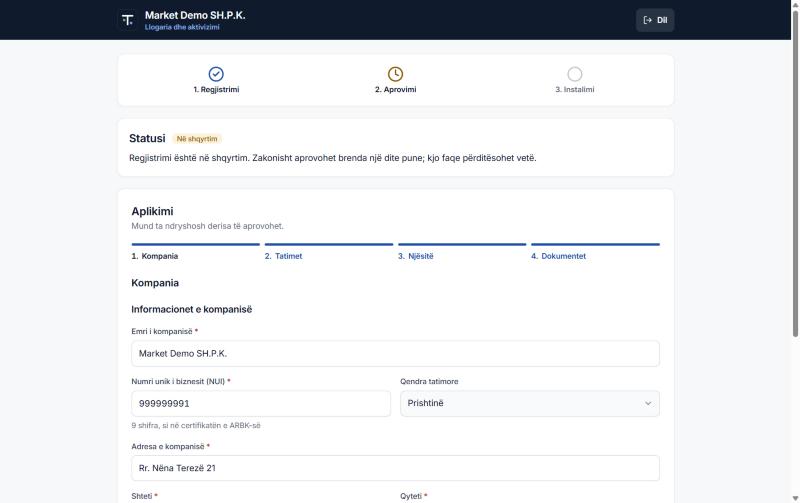 Market Demo SH.P.K.
Llogaria dhe aktivizimi
Dil
1. Regjistrimi
2. Aprovimi
3. Instalimi
Statusi Në shqyrtim
Regjistrimi është në shqyrtim. Zakonisht aprovohet brenda një dite pune; kjo faqe përditësohet vetë.
Aplikimi
Mund ta ndryshosh derisa të aprovohet.
1. Kompania
2. Tatimet
3. Njësitë
4. Dokumentet
Kompania
Informacionet e kompanisë
Emri i kompanisë *
Market Demo SH.P.K.
Numri unik i biznesit (NUI) *
Qendra tatimore
999999991
Prishtinë
9 shifra, si në certifikatën e ARBK-së
Adresa e kompanisë *
Rr. Nëna Terezë 21
Shteti *
Qyteti *